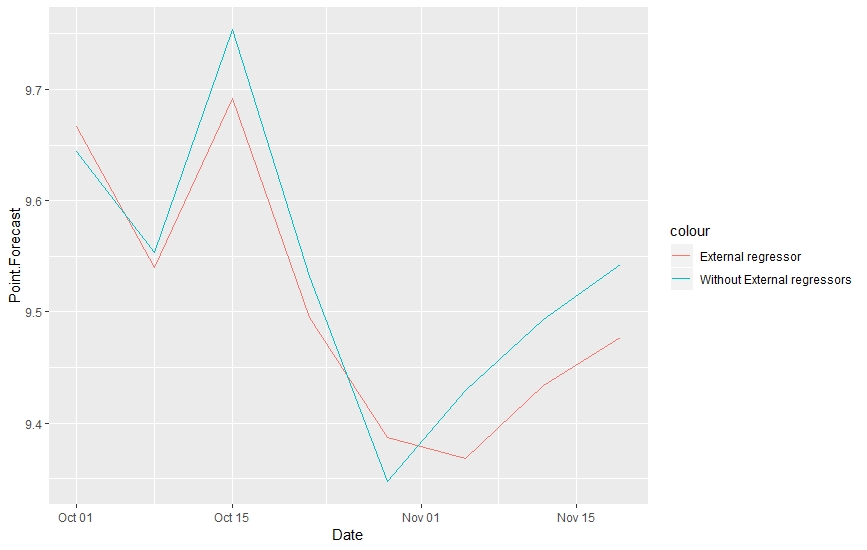 9.7
9.6
9.5
9.4
Point.Forecast
Oct 01
Oct 15
Nov 01
Nov 15
Date
colour
External regressor
Without External regressors